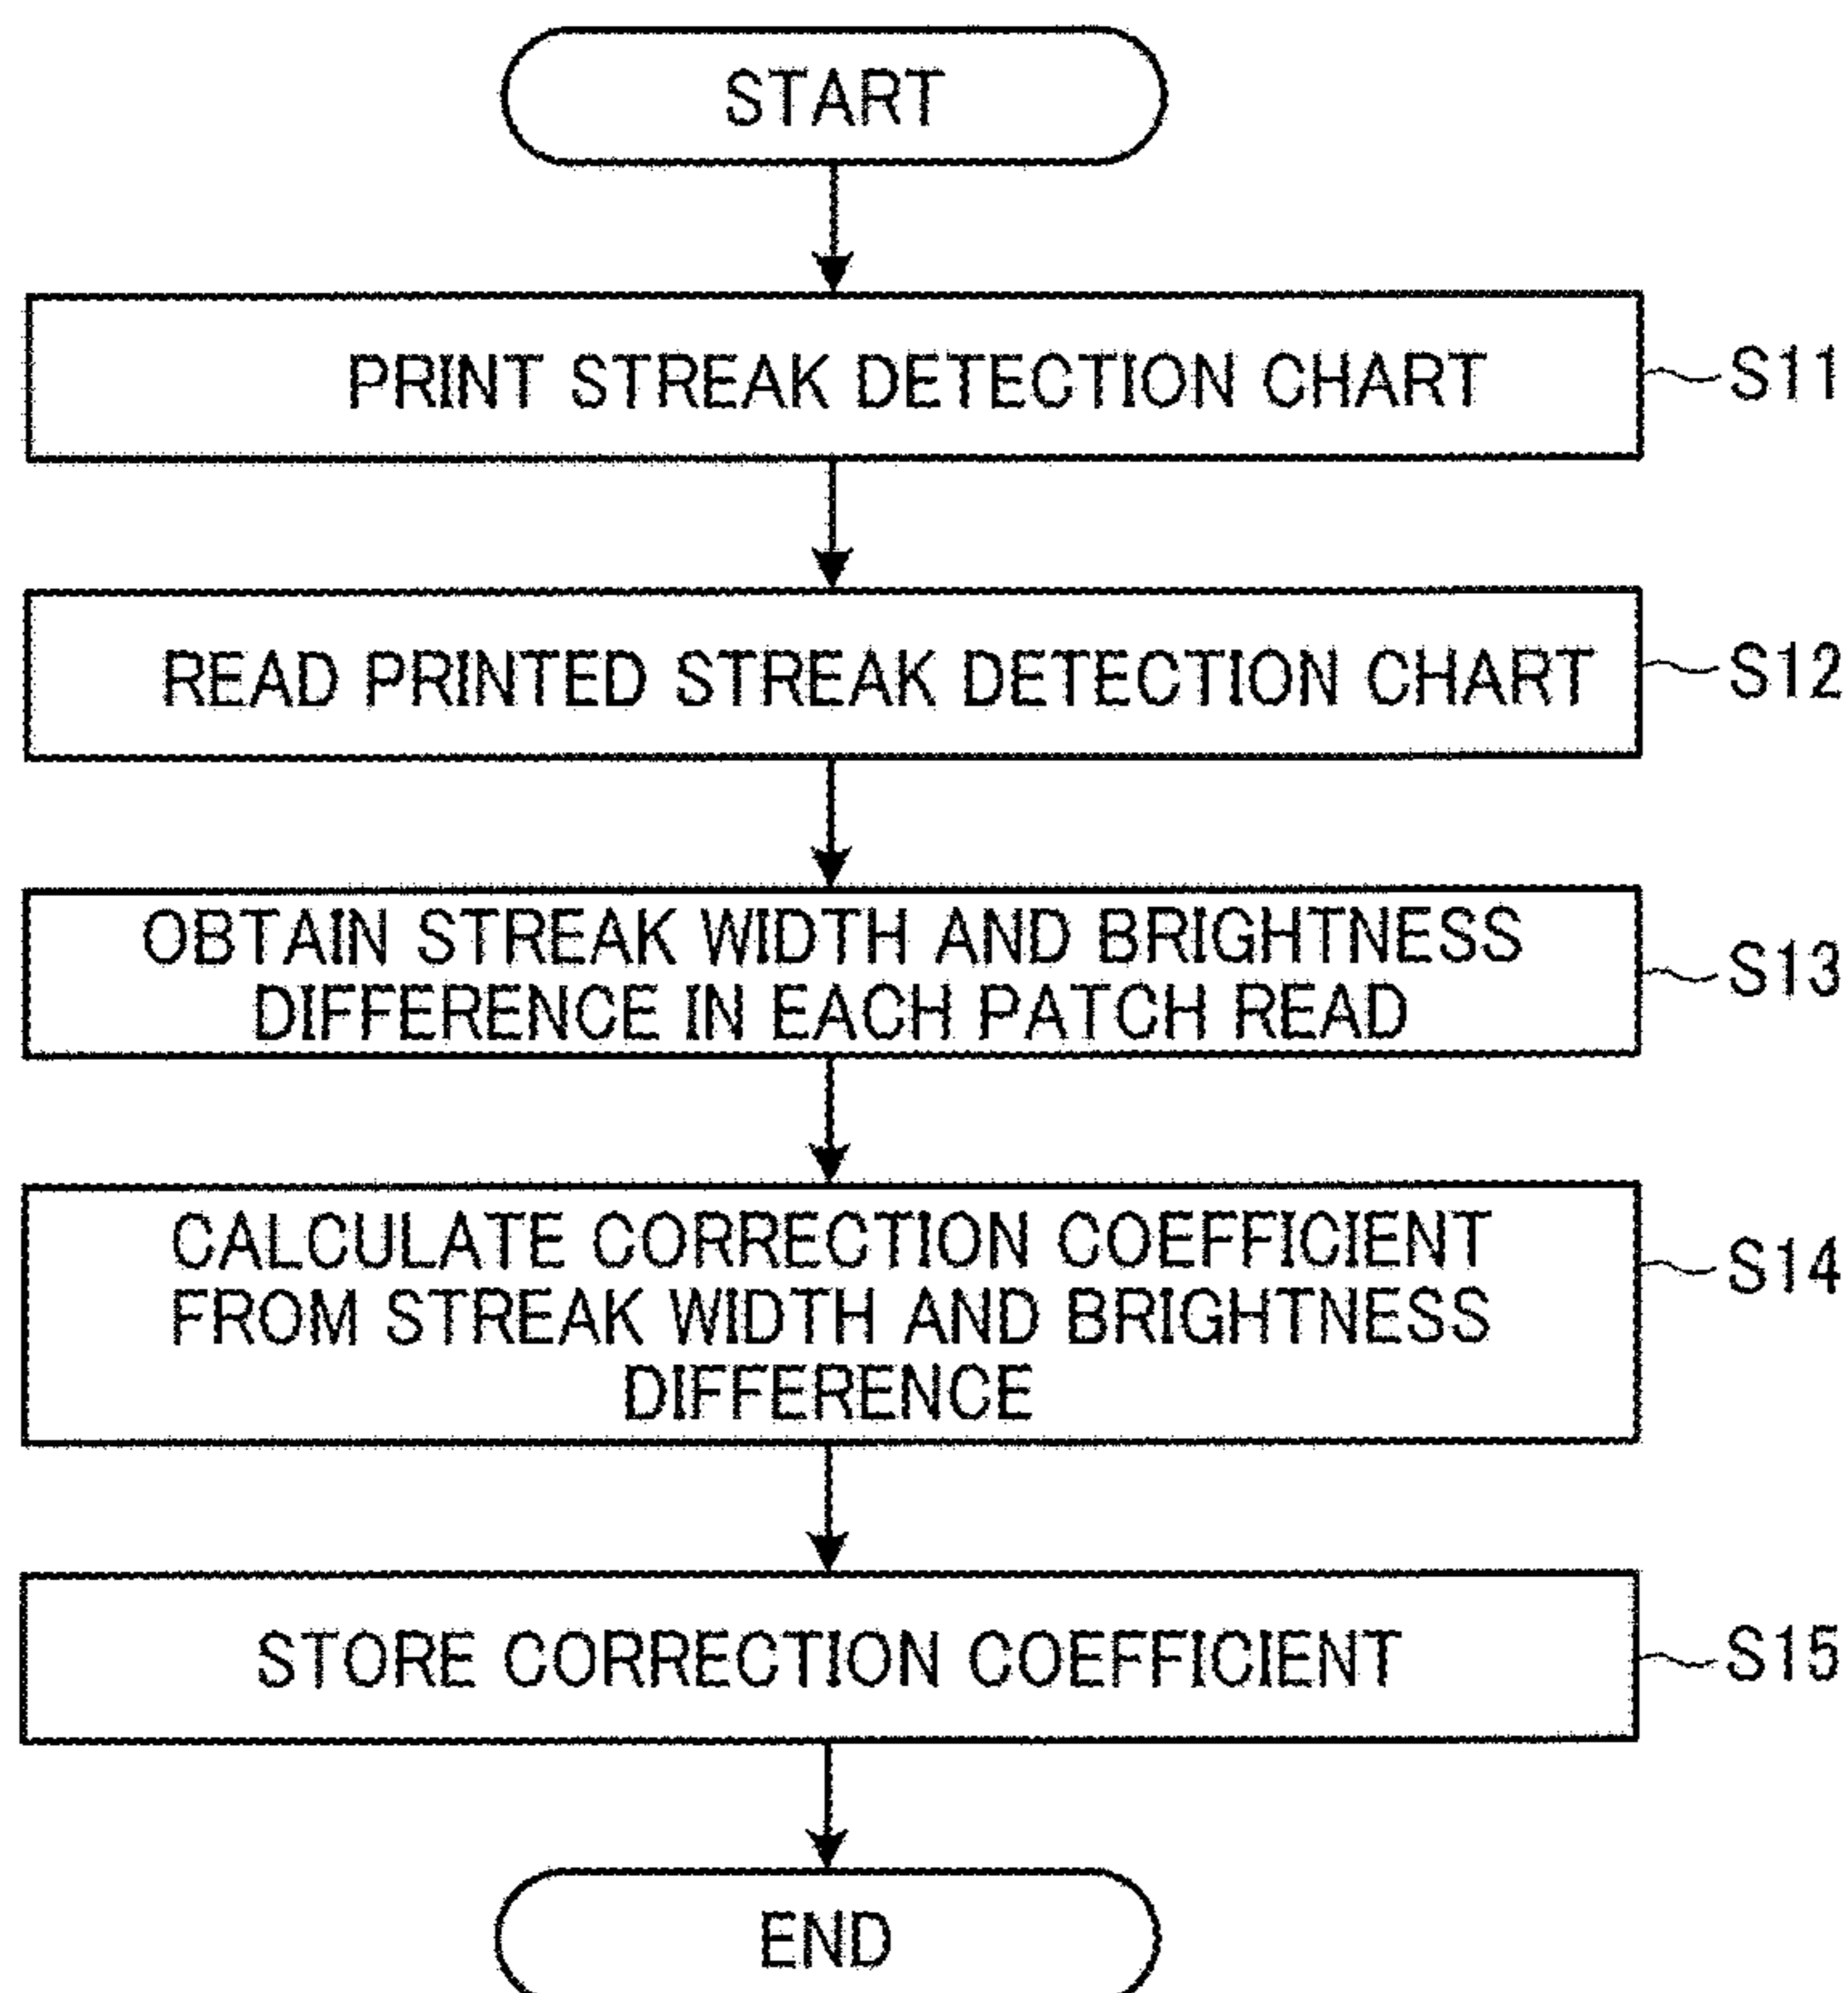 START
PRINT STREAK DETECTION CHART
S11
READ PRINTED STREAK DETECTION CHART
S12
OBTAIN STREAK WIDTH AND BRIGHTNESS
DIFFERENCE IN EACH PATCH READ
S13
CALCULATE CORRECTION COEFFICIENT
FROM STREAK WIDTH AND BRIGHTNESS
DIFFERENCE
S14
STORE CORRECTION COEFFICIENT
S15
END